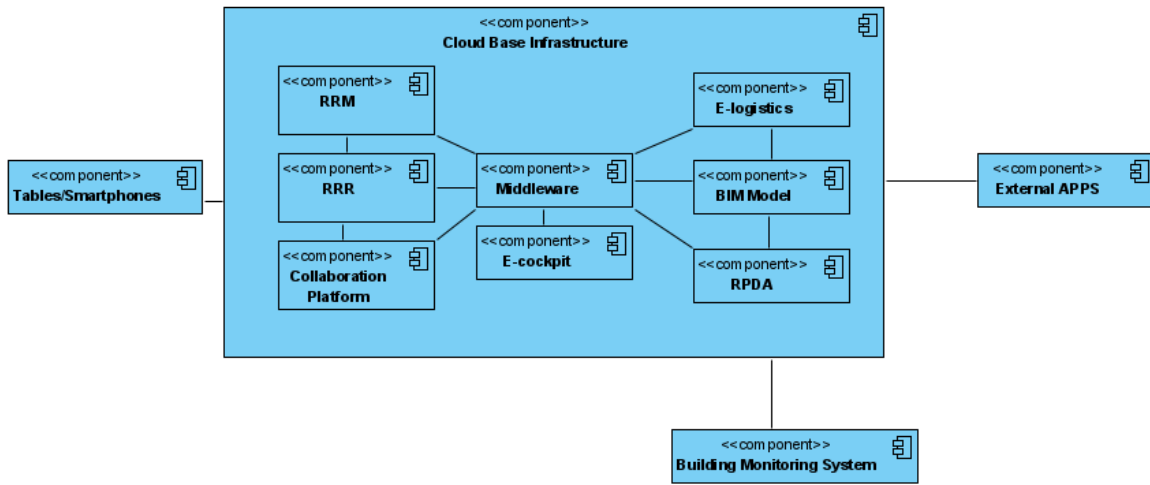 <<component>>
Cloud Base Infrastructure
<<component>>
RRM
<<component>>
E-logistics
<<component>>
Tables/Smartphones
<<component>>
RRR
<<component>>
Middleware
<<component>>
BIM Model
<<component>>
External APPS
<<component>>
Collaboration
Platform
<<component>>
E-cockpit
<<component>>
RPDA
<<component>>
Building Monitoring System